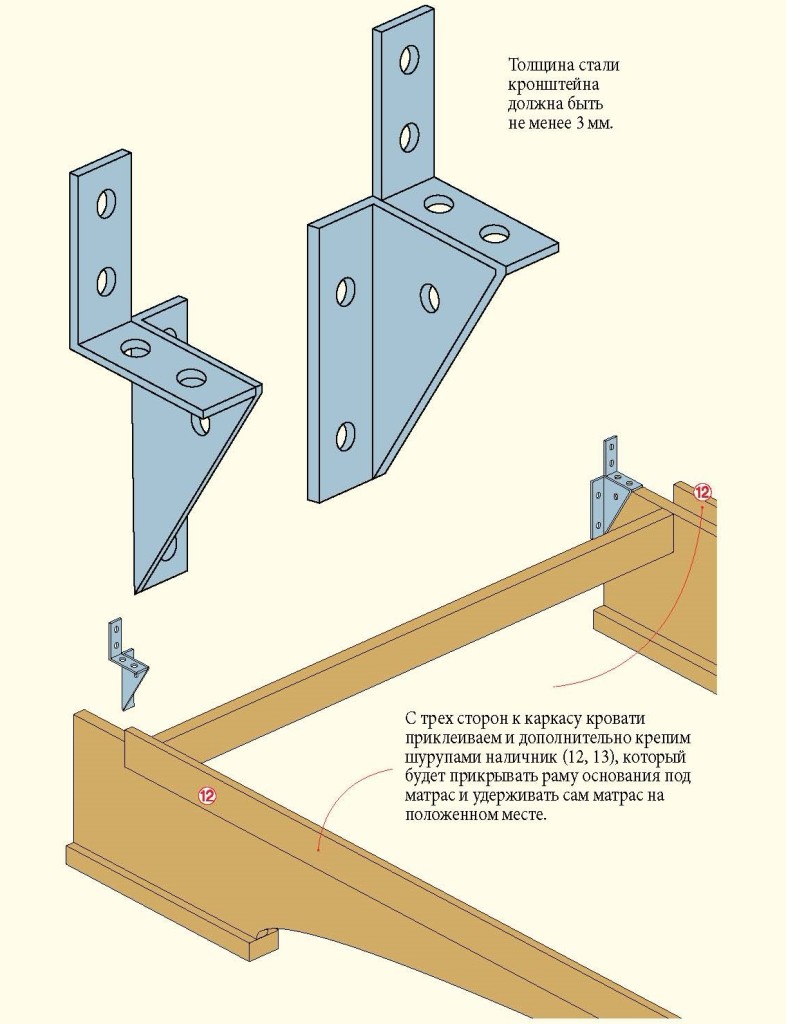 Толщина стали
кронштейна
должна быть
не менее 3 мм.
12
С трех сторон к каркасу кровати
приклеиваем и дополнительно крепим
шурупами наличник (12, 13), который
будет прикрывать раму основания под
матрас и удерживать сам матрас на
положенном месте.
12